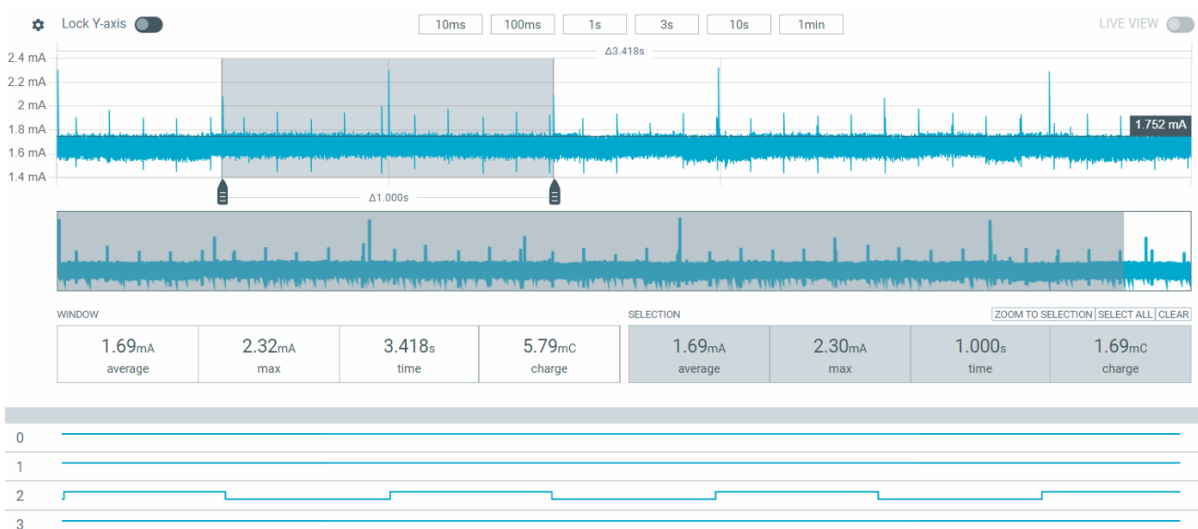 Lock Y-axis 10ms 100ms 1s 3s 10s 1min LIVE VIEW
Δ3.418s
2.4 mA
2.2 mA
2 mA
1.8 mA
1.752 mA
1.6 mA
1.4 mA
Δ1.000s
WINDOW SELECTION ZOOM TO SELECTION SELECT ALL CLEAR
1.69mA 2.32mA 3.418s 5.79mC 1.69mA 2.30mA 1.000s 1.69mC
average max time charge average max time charge
0
1
2
3